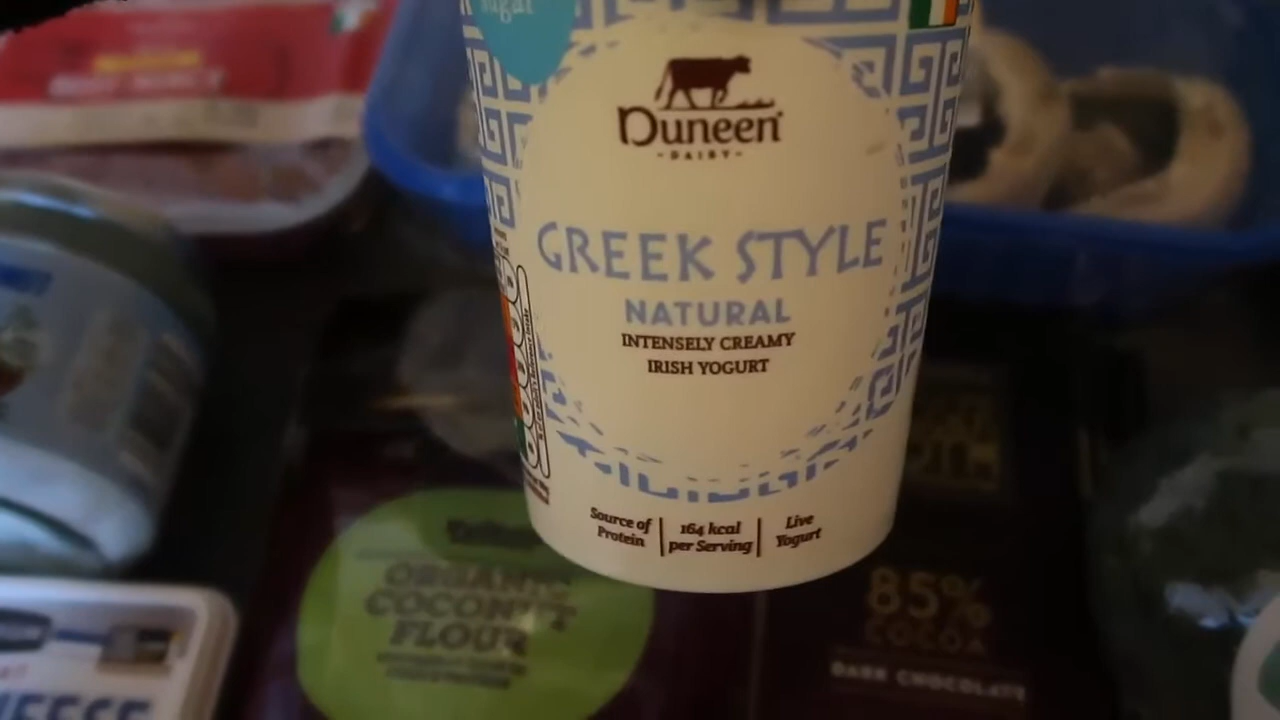 sugar
Duneen
DAIRY
GREEK STYLE
NATURAL
INTENSELY CREAMY
IRISH YOGURT
Source of
Protein
164 kcal
per Serving
Live
Yogurt
ORGANIC
COCONUT
FLOUR
85%
COCOA
DARK CHOCOLATE